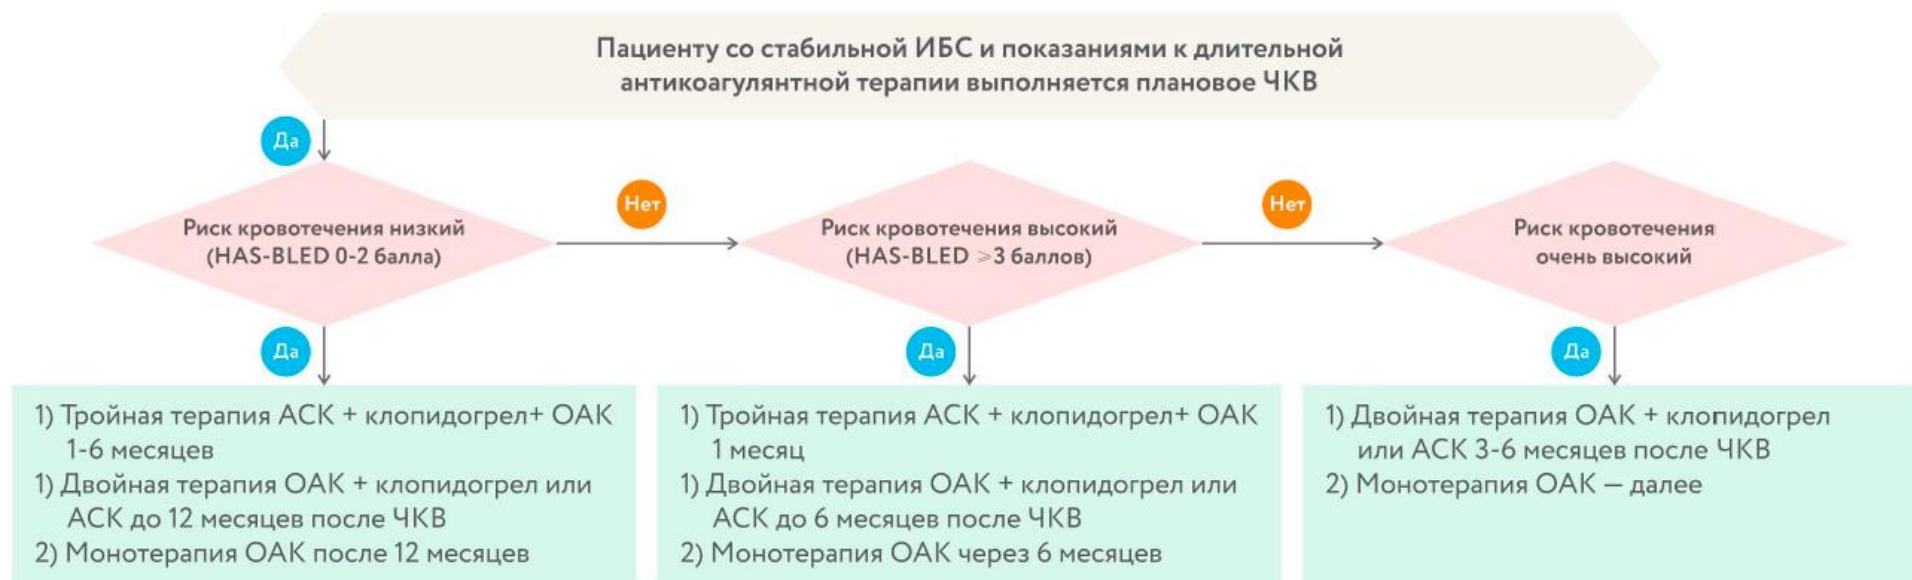 Пациенту со стабильной ИБС и показаниями к длительной
антикоагулянтной терапии выполняется плановое ЧКВ
Да
Риск кровотечения низкий
(HAS-BLED 0-2 балла)
Нет
Риск кровотечения высокий
(HAS-BLED ⩾3 баллов)
Нет
Риск кровотечения
очень высокий
Да
1) Тройная терапия АСК + клопидогрел+ ОАК
1-6 месяцев
1) Двойная терапия ОАК + клопидогрел или
АСК до 12 месяцев после ЧКВ
2) Монотерапия ОАК после 12 месяцев
Да
1) Тройная терапия АСК + клопидогрел+ ОАК
1 месяц
1) Двойная терапия ОАК + клопидогрел или
АСК до 6 месяцев после ЧКВ
2) Монотерапия ОАК через 6 месяцев
Да
1) Двойная терапия ОАК + клопидогрел
или АСК 3-6 месяцев после ЧКВ
2) Монотерапия ОАК — далее